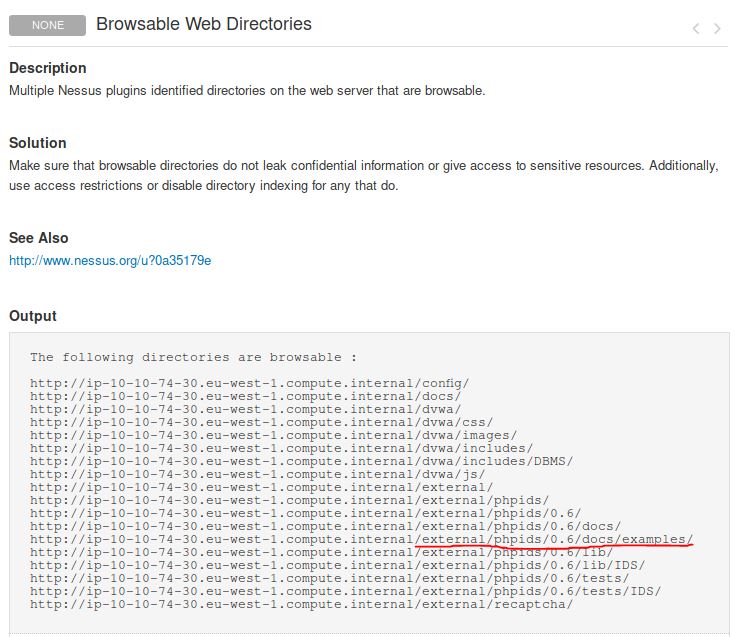 NONE Browsable Web Directories
Description
Multiple Nessus plugins identified directories on the web server that are browsable.
Solution
Make sure that browsable directories do not leak confidential information or give access to sensitive resources. Additionally,
use access restrictions or disable directory indexing for any that do.
See Also
http://www.nessus.org/u?0a35179e
Output
The following directories are browsable :
http://ip-10-10-74-30.eu-west-1.compute.internal/config/
http://ip-10-10-74-30.eu-west-1.compute.internal/docs/
http://ip-10-10-74-30.eu-west-1.compute.internal/dvwa/
http://ip-10-10-74-30.eu-west-1.compute.internal/dvwa/css/
http://ip-10-10-74-30.eu-west-1.compute.internal/dvwa/images/
http://ip-10-10-74-30.eu-west-1.compute.internal/dvwa/includes/
http://ip-10-10-74-30.eu-west-1.compute.internal/dvwa/includes/DBMS/
http://ip-10-10-74-30.eu-west-1.compute.internal/dvwa/js/
http://ip-10-10-74-30.eu-west-1.compute.internal/external/
http://ip-10-10-74-30.eu-west-1.compute.internal/external/phpids/
http://ip-10-10-74-30.eu-west-1.compute.internal/external/phpids/0.6/
http://ip-10-10-74-30.eu-west-1.compute.internal/external/phpids/0.6/docs/
http://ip-10-10-74-30.eu-west-1.compute.internal/external/phpids/0.6/docs/examples/
http://ip-10-10-74-30.eu-west-1.compute.internal/external/phpids/0.6/lib/
http://ip-10-10-74-30.eu-west-1.compute.internal/external/phpids/0.6/lib/IDS/
http://ip-10-10-74-30.eu-west-1.compute.internal/external/phpids/0.6/tests/
http://ip-10-10-74-30.eu-west-1.compute.internal/external/phpids/0.6/tests/IDS/
http://ip-10-10-74-30.eu-west-1.compute.internal/external/recaptcha/